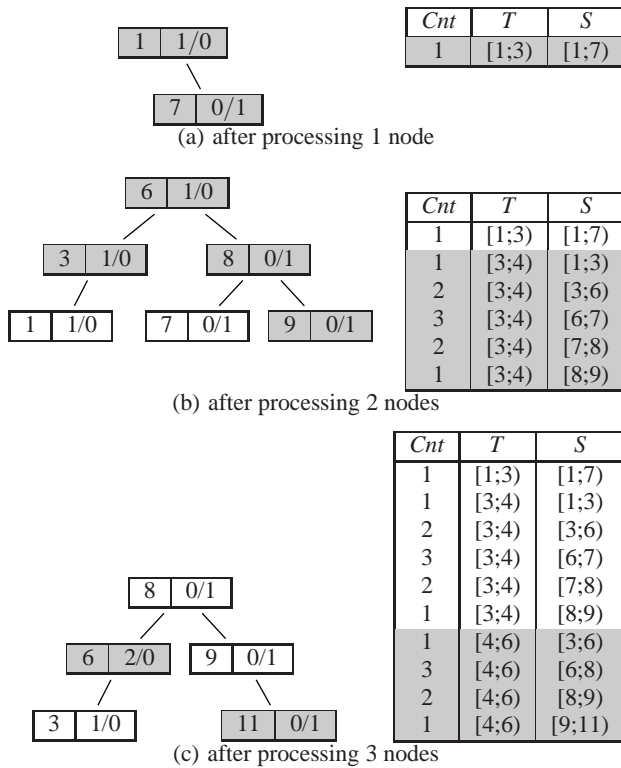 1 1/0
7 0/1
Cnt T S
1 [1;3) [1;7)
(a) after processing 1 node
6 1/0
3 1/0 8 0/1
1 1/0 7 0/1 9 0/1
Cnt T S
1 [1;3) [1;7)
1 [3;4) [1;3)
2 [3;4) [3;6)
3 [3;4) [6;7)
2 [3;4) [7;8)
1 [3;4) [8;9)
(b) after processing 2 nodes
8 0/1
6 2/0 9 0/1
3 1/0 11 0/1
Cnt T S
1 [1;3) [1;7)
1 [3;4) [1;3)
2 [3;4) [3;6)
3 [3;4) [6;7)
2 [3;4) [7;8)
1 [3;4) [8;9)
1 [4;6) [3;6)
3 [4;6) [6;8)
2 [4;6) [8;9)
1 [4;6) [9;11)
(c) after processing 3 nodes